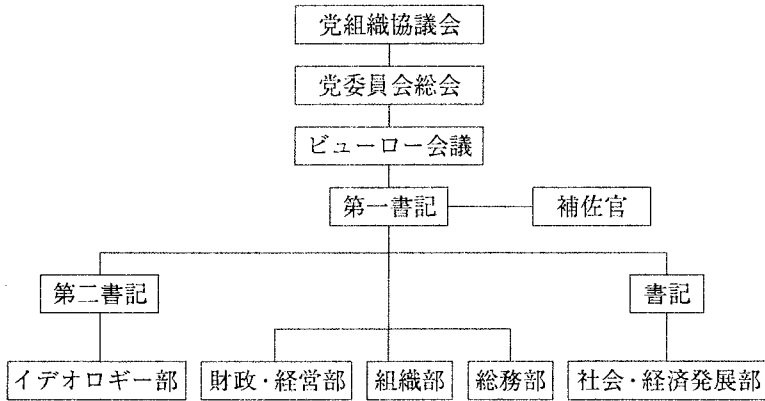 党組織協議会
党委員会総会
ビューロー会議
第一書記
補佐官
第二書記
書記
イデオロギー部
財政・経営部
組織部
総務部
社会・経済発展部